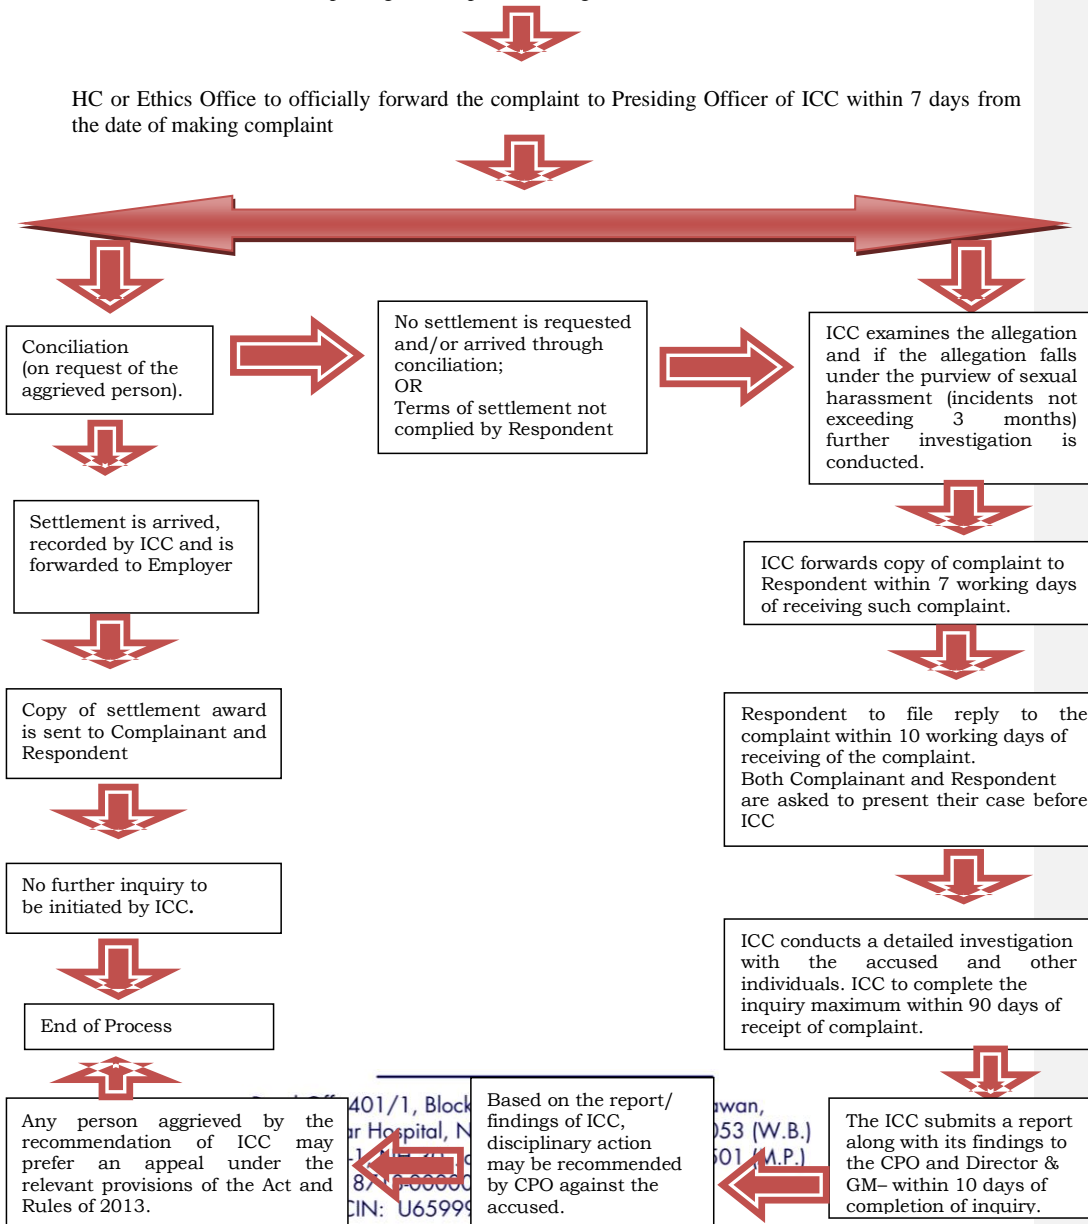 HC or Ethics Office to officially forward the complaint to Presiding Officer of ICC within 7 days from
the date of making complaint
Conciliation
(on request of the
aggrieved person).
No settlement is requested
and/or arrived through
conciliation;
OR
Terms of settlement not
complied by Respondent
ICC examines the allegation
and if the allegation falls
under the purview of sexual
harassment (incidents not
exceeding 3 months)
further investigation is
conducted.
Settlement is arrived,
recorded by ICC and is
forwarded to Employer
ICC forwards copy of complaint to
Respondent within 7 working days
of receiving such complaint.
Copy of settlement award
is sent to Complainant and
Respondent
Respondent to file reply to the
complaint within 10 working days of
receiving of the complaint.
Both Complainant and Respondent
are asked to present their case before
ICC
No further inquiry to
be initiated by ICC.
ICC conducts a detailed investigation
with the accused and other
individuals. ICC to complete the
inquiry maximum within 90 days of
receipt of complaint.
End of Process
Any person aggrieved by the
recommendation of ICC may
prefer an appeal under the
relevant provisions of the Act and
Rules of 2013.
401/1, Block
Hospital, N
CIN: U65999
Based on the report/
findings of ICC,
disciplinary action
may be recommended
by CPO against the
accused.
053 (W.B.)
501 (M.P.)
The ICC submits a report
along with its findings to
the CPO and Director &
GM– within 10 days of
completion of inquiry.